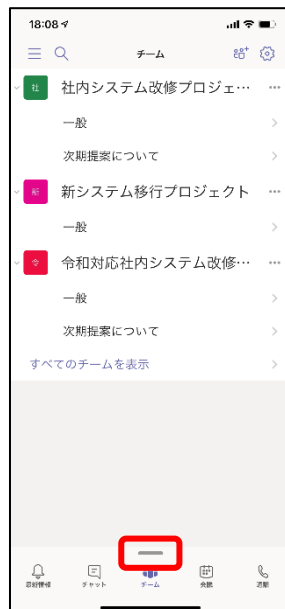 18:08
チーム
社 社内システム改修プロジェ… …
一般
次期提案について
新 新システム移行プロジェクト …
一般
令 令和対応社内システム改修… …
一般
次期提案について
すべてのチームを表示
最新情報 チャット チーム 会議 通話